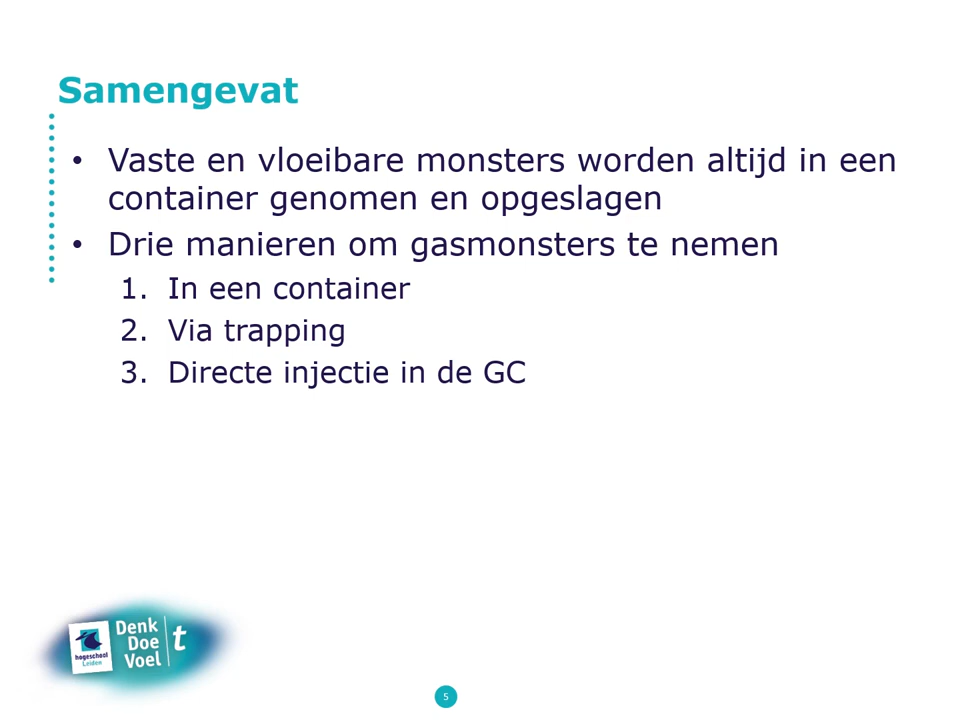 Samengevat
• Vaste en vloeibare monsters worden altijd in een
container genomen en opgeslagen
• Drie manieren om gasmonsters te nemen
1. In een container
2. Via trapping
3. Directe injectie in de GC
Denk
Doe
Voel
t
hogeschool
Leiden
5